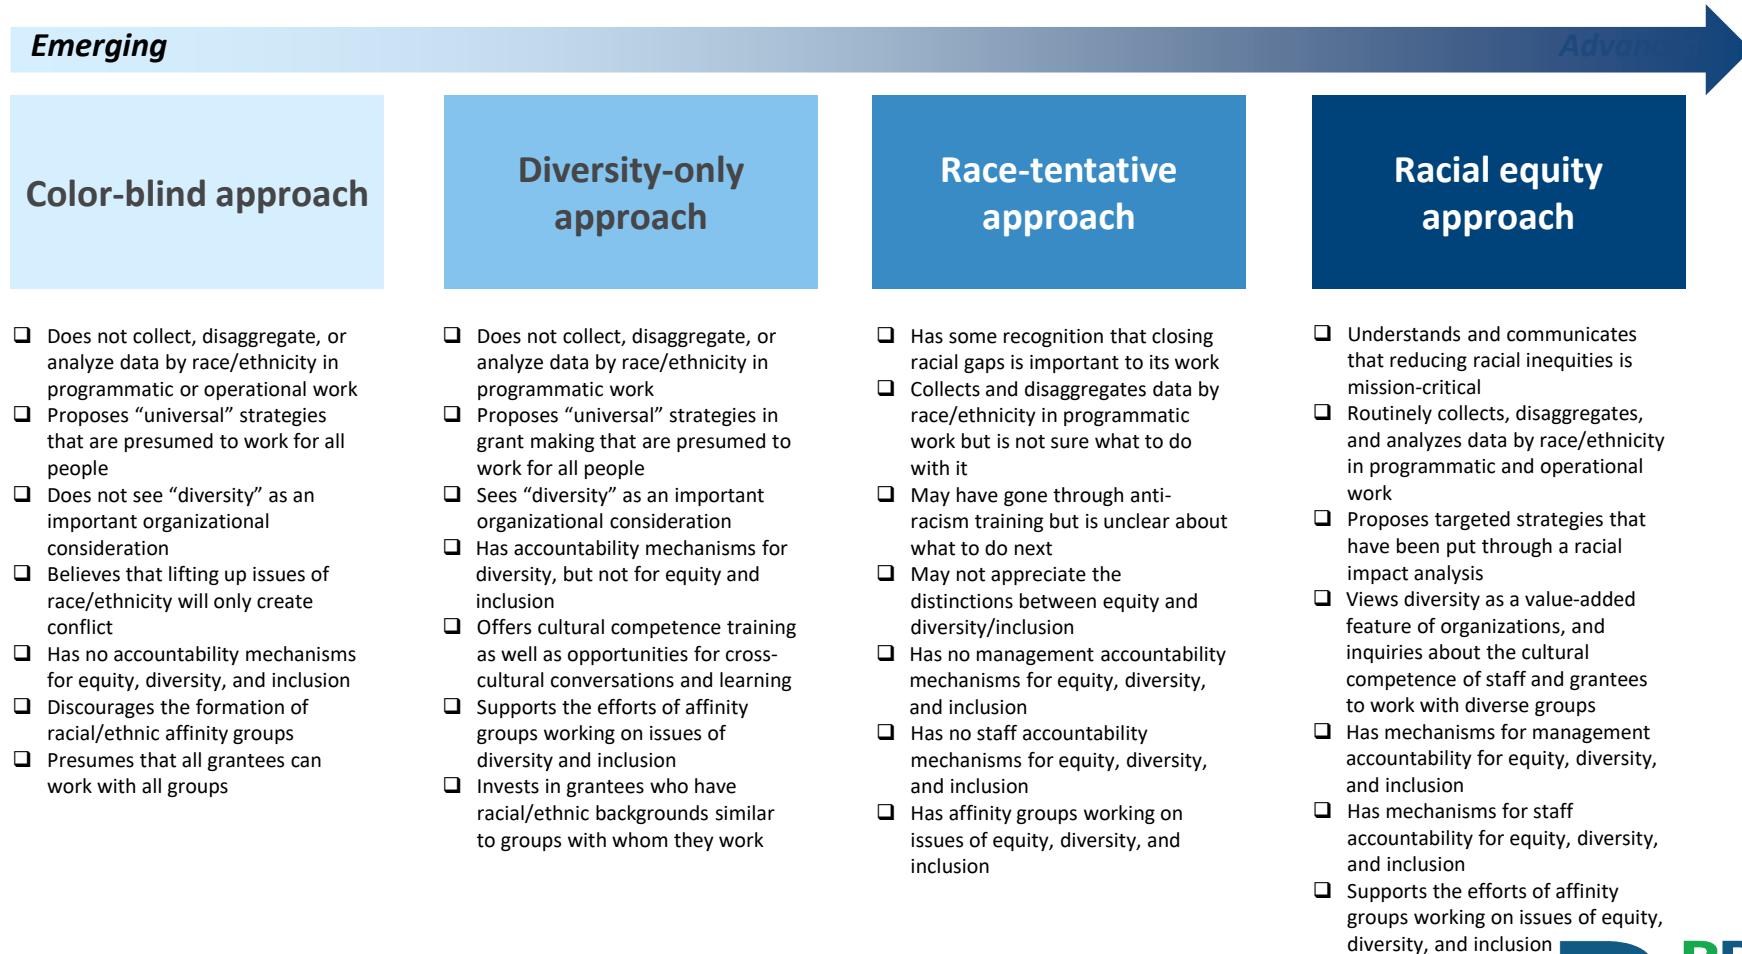 Emerging
Color-blind approach
Diversity-only
approach
Race-tentative
approach
Racial equity
approach
❑ Does not collect, disaggregate, or
analyze data by race/ethnicity in
programmatic or operational work
❑ Proposes “universal” strategies
that are presumed to work for all
people
❑ Does not see “diversity” as an
important organizational
consideration
❑ Believes that lifting up issues of
race/ethnicity will only create
conflict
❑ Has no accountability mechanisms
for equity, diversity, and inclusion
❑ Discourages the formation of
racial/ethnic affinity groups
❑ Presumes that all grantees can
work with all groups
❑ Does not collect, disaggregate, or
analyze data by race/ethnicity in
programmatic work
❑ Proposes “universal” strategies in
grant making that are presumed to
work for all people
❑ Sees “diversity” as an important
organizational consideration
❑ Has accountability mechanisms for
diversity, but not for equity and
inclusion
❑ Offers cultural competence training
as well as opportunities for cross-
cultural conversations and learning
❑ Supports the efforts of affinity
groups working on issues of
diversity and inclusion
❑ Invests in grantees who have
racial/ethnic backgrounds similar
to groups with whom they work
❑ Has some recognition that closing
racial gaps is important to its work
❑ Collects and disaggregates data by
race/ethnicity in programmatic
work but is not sure what to do
with it
❑ May have gone through anti-
racism training but is unclear about
what to do next
❑ May not appreciate the
distinctions between equity and
diversity/inclusion
❑ Has no management accountability
mechanisms for equity, diversity,
and inclusion
❑ Has no staff accountability
mechanisms for equity, diversity,
and inclusion
❑ Has affinity groups working on
issues of equity, diversity, and
inclusion
❑ Understands and communicates
that reducing racial inequities is
mission-critical
❑ Routinely collects, disaggregates,
and analyzes data by race/ethnicity
in programmatic and operational
work
❑ Proposes targeted strategies that
have been put through a racial
impact analysis
❑ Views diversity as a value-added
feature of organizations, and
inquiries about the cultural
competence of staff and grantees
to work with diverse groups
❑ Has mechanisms for management
accountability for equity, diversity,
and inclusion
❑ Has mechanisms for staff
accountability for equity, diversity,
and inclusion
❑ Supports the efforts of affinity
groups working on issues of equity,
diversity, and inclusion